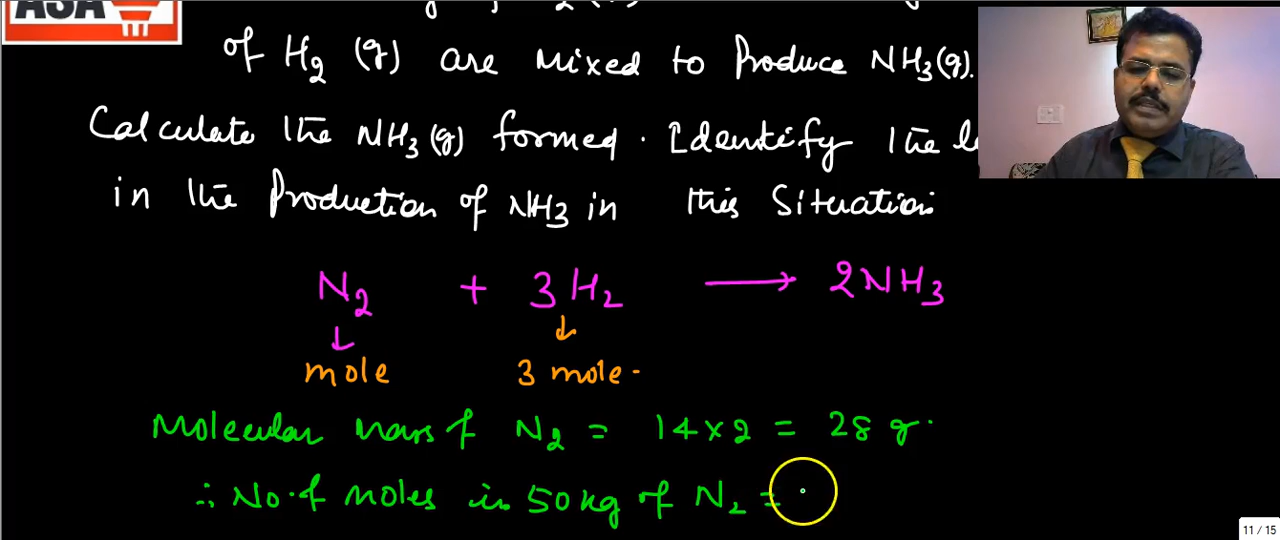 ASA
of H2 (g) are mixed to Produce NH3(g).
Calculate the NH3(g) formed. Identify the
in the Production of NH3 in this Situation
N2 + 3H2 → 2NH3
mole 3 mole
Molecular mass of N2 = 14×2 = 28 g.
∴ No. of moles in 50 kg of N2 =
11 / 15